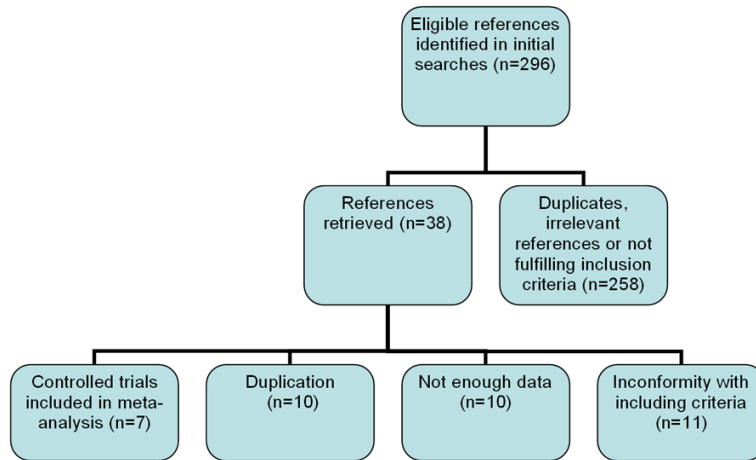 Eligible references
identified in initial
searches (n=296)
References
retrieved (n=38)
Duplicates,
irrelevant
references or not
fulfilling inclusion
criteria (n=258)
Controlled trials
included in meta-
analysis (n=7)
Duplication
(n=10)
Not enough data
(n=10)
Inconformity with
including criteria
(n=11)